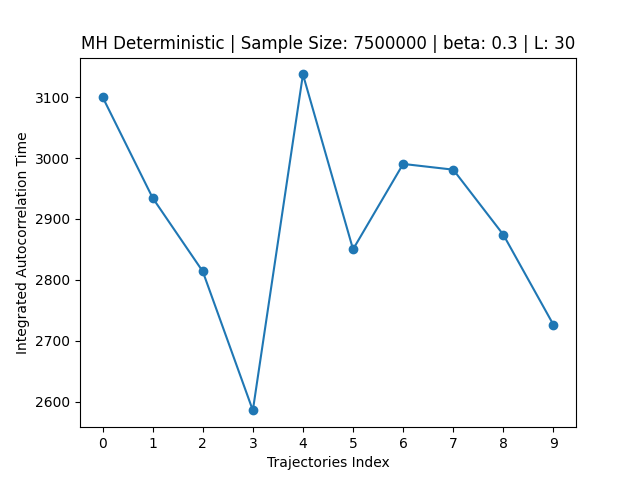 MH Deterministic | Sample Size: 7500000 | beta: 0.3 | L: 30
Integrated Autocorrelation Time
3100
3000
2900
2800
2700
2600
0 1 2 3 4 5 6 7 8 9
Trajectories Index